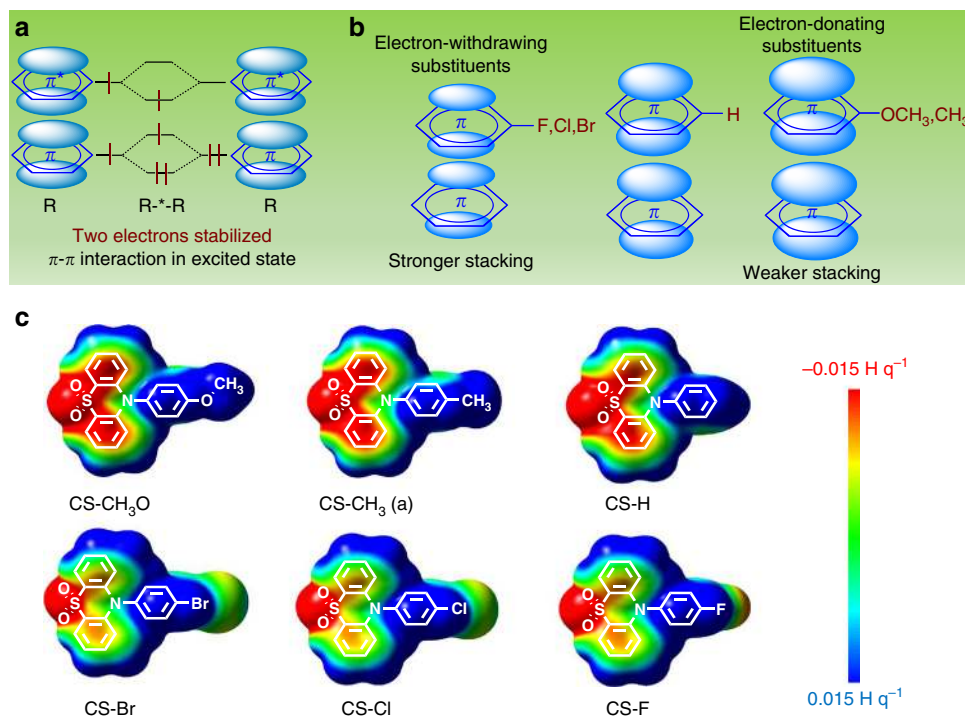 a
π*
π*
π
π
R
R-*-R
R
Two electrons stabilized
π-π interaction in excited state
b
Electron-withdrawing
substituents
Electron-donating
substituents
π
F,Cl,Br
π
H
π
OCH₃,CH₃
π
π
π
Stronger stacking
Weaker stacking
c
O
S
O
N
O
CH₃
CS-CH₃O
O
S
O
N
CH₃
CS-CH₃ (a)
O
S
O
N
CS-H
O
S
O
N
Br
CS-Br
O
S
O
N
Cl
CS-Cl
O
S
O
N
F
CS-F
−0.015 H q⁻¹
0.015 H q⁻¹